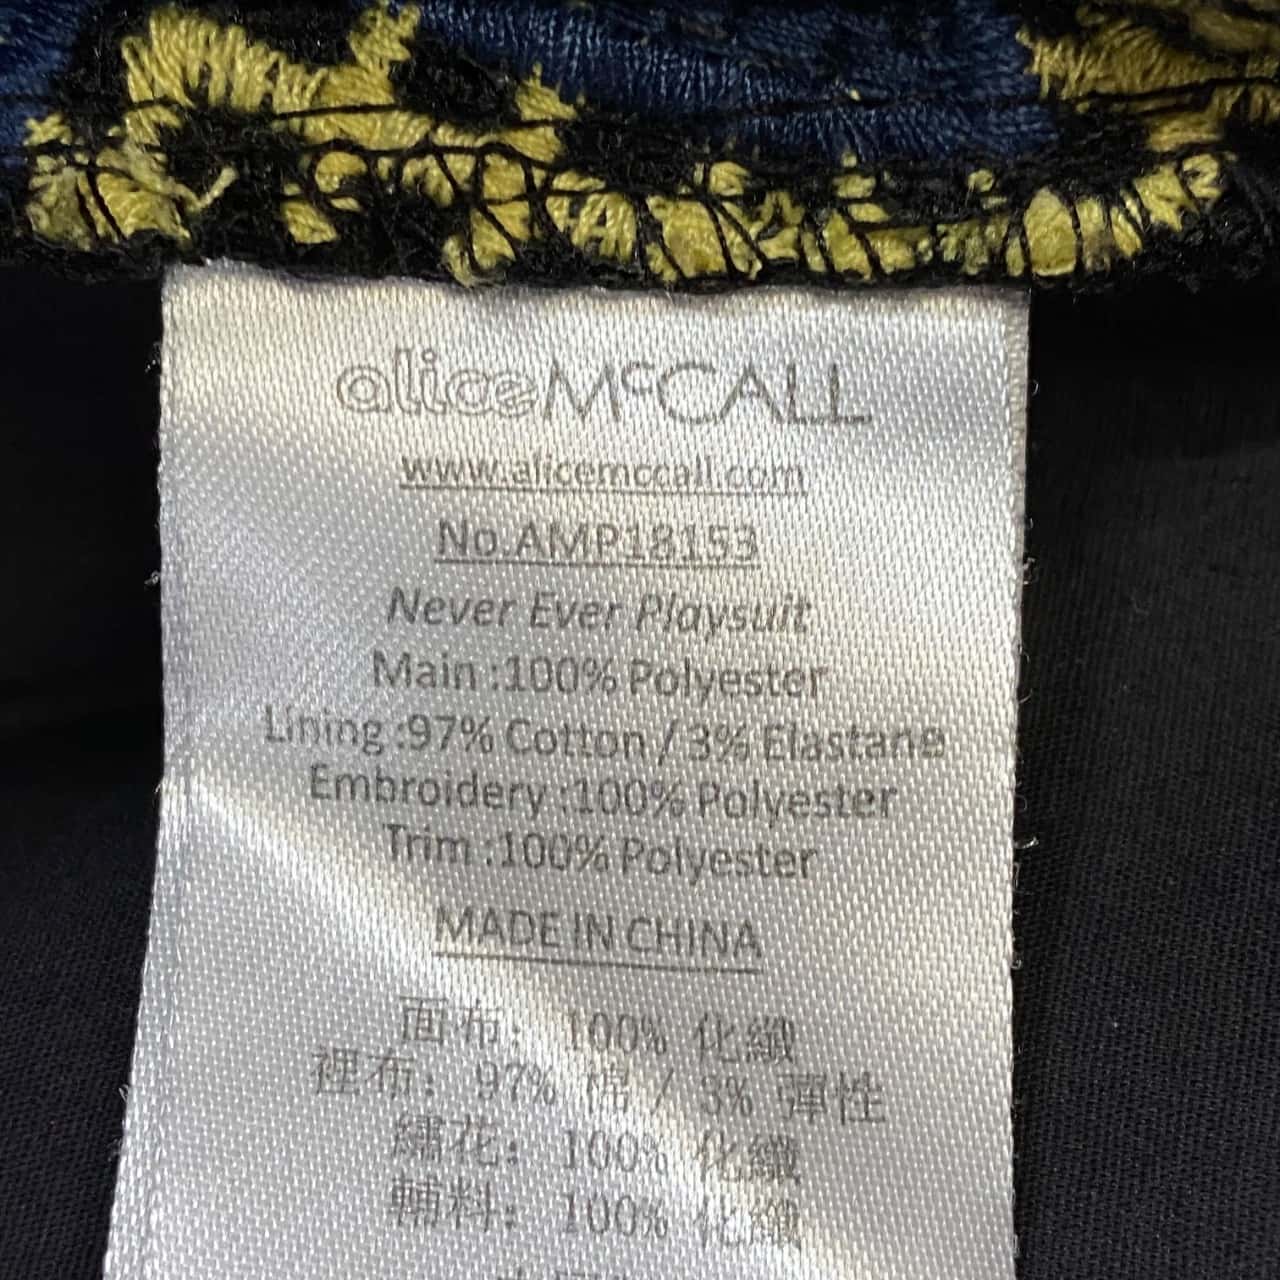 alice McCALL
www.alicemccall.com
No.AMP18153
Never Ever Playsuit
Main :100% Polyester
Lining :97% Cotton / 3% Elastane
Embroidery :100% Polyester
Trim :100% Polyester
MADE IN CHINA
面布: 100% 化纖
裡布: 97% 棉 / 3% 彈性
繡花: 100% 化纖
輔料: 100% 化纖